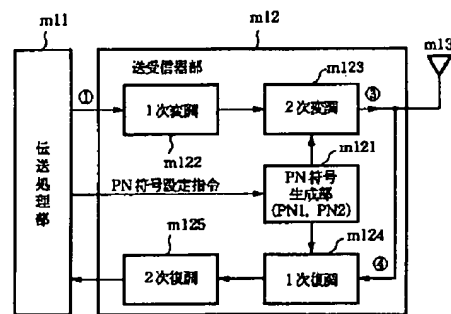 m11
m12
m13
送受信器部
m123
①
1次変調
2次変調
③
m122
m121
伝送処理部
PN符号設定指令
PN符号
生成部
(PN1, PN2)
m125
m124
2次復調
1次復調
④